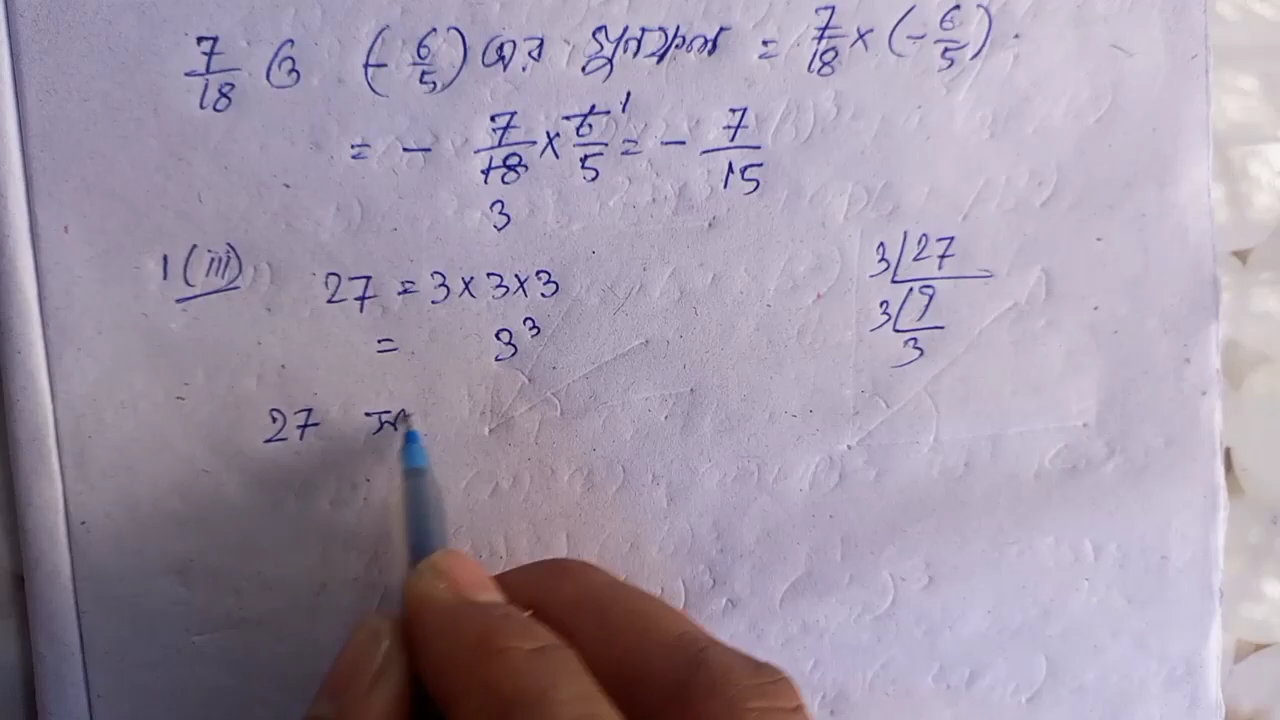 7/18 ও (- 6/5) এর গুণফল = 7/18 × (- 6/5).
= - 7/18 × 6/5 = - 7/15
1
3
1(iii) 27 = 3×3×3
= 3³
3 27
3 9
3
27